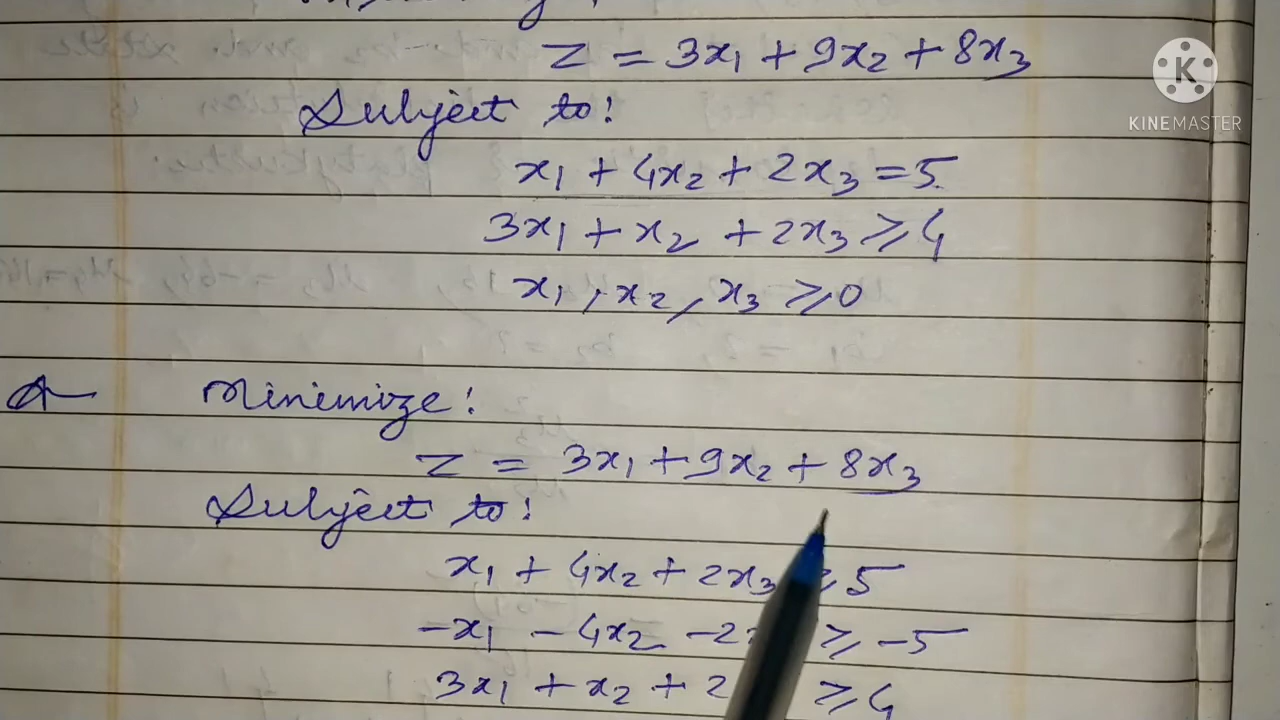 Z = 3x₁ + 9x₂ + 8x₃
K
KINEMASTER
Subject to:
x₁ + 4x₂ + 2x₃ = 5
3x₁ + x₂ + 2x₃ ≥ 4
x₁, x₂, x₃ ≥ 0
A Minimize:
Z = 3x₁ + 9x₂ + 8x₃
Subject to:
x₁ + 4x₂ + 2x₃ ≥ 5
-x₁ - 4x₂ - 2x ≥ -5
3x₁ + x₂ + 2 ≥ 4